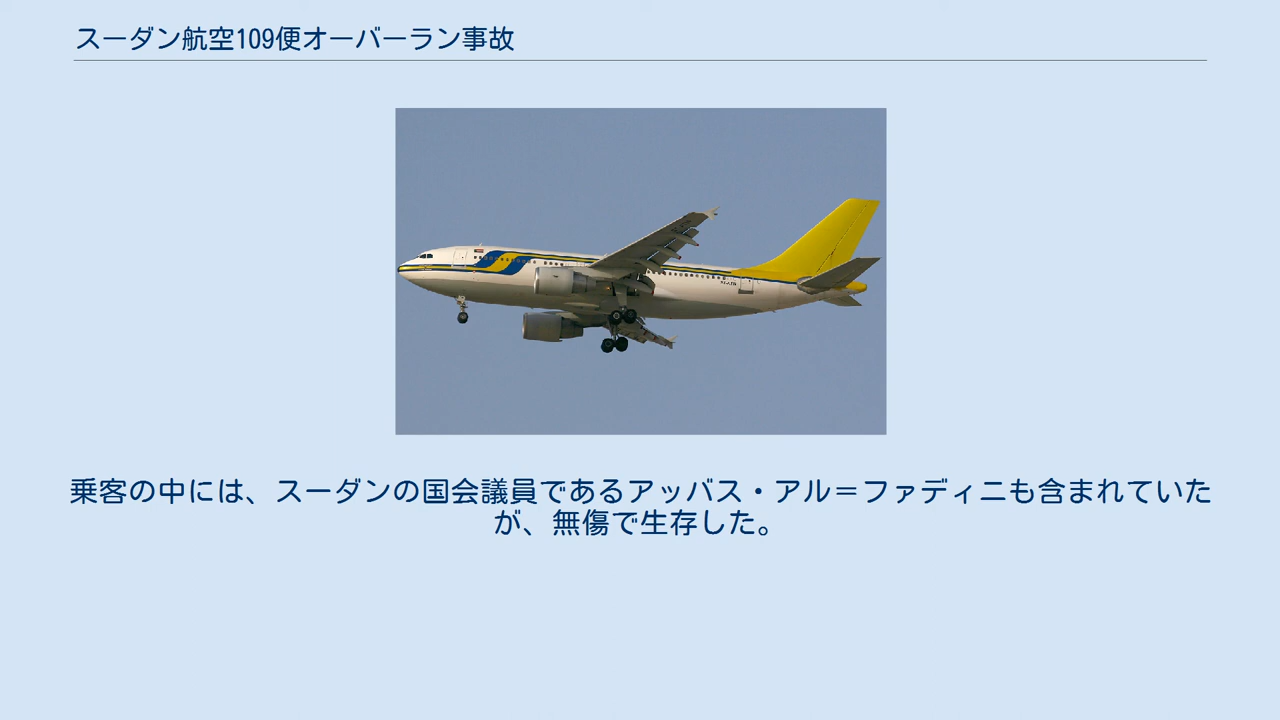 スーダン航空109便オーバーラン事故
乗客の中には、スーダンの国会議員であるアッバス・アル＝ファディニも含まれていた
が、無傷で生存した。